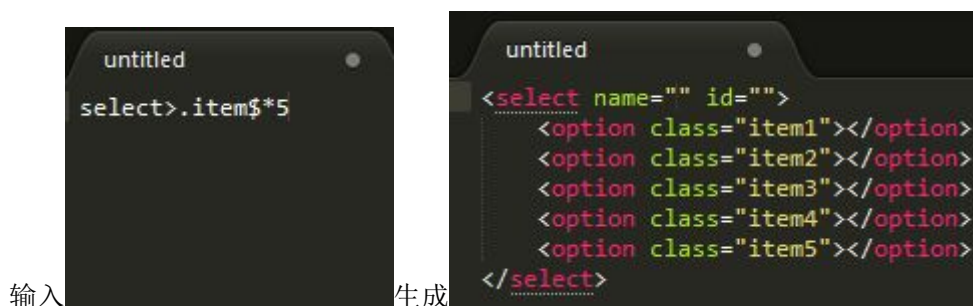 untitled
select>.item$*5
输入
生成
untitled
<select name="" id="">
<option class="item1"></option>
<option class="item2"></option>
<option class="item3"></option>
<option class="item4"></option>
<option class="item5"></option>
</select>